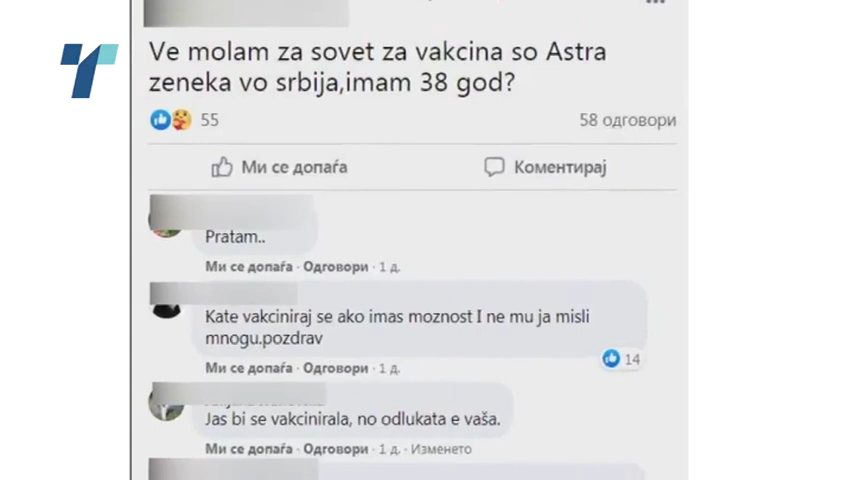 Ve molam za sovet za vakcina so Astra
zeneka vo srbija,imam 38 god?
55
58 одговори
Ми се допаѓа
Коментирај
Pratam..
Ми се допаѓа · Одговори · 1 д.
Kate vakciniraj se ako imas moznost I ne mu ja misli
mnogu.pozdrav
14
Ми се допаѓа · Одговори · 1 д.
Jas bi se vakcinirala, no odlukata e vaša.
Ми се допаѓа · Одговори · 1 д. · Изменето